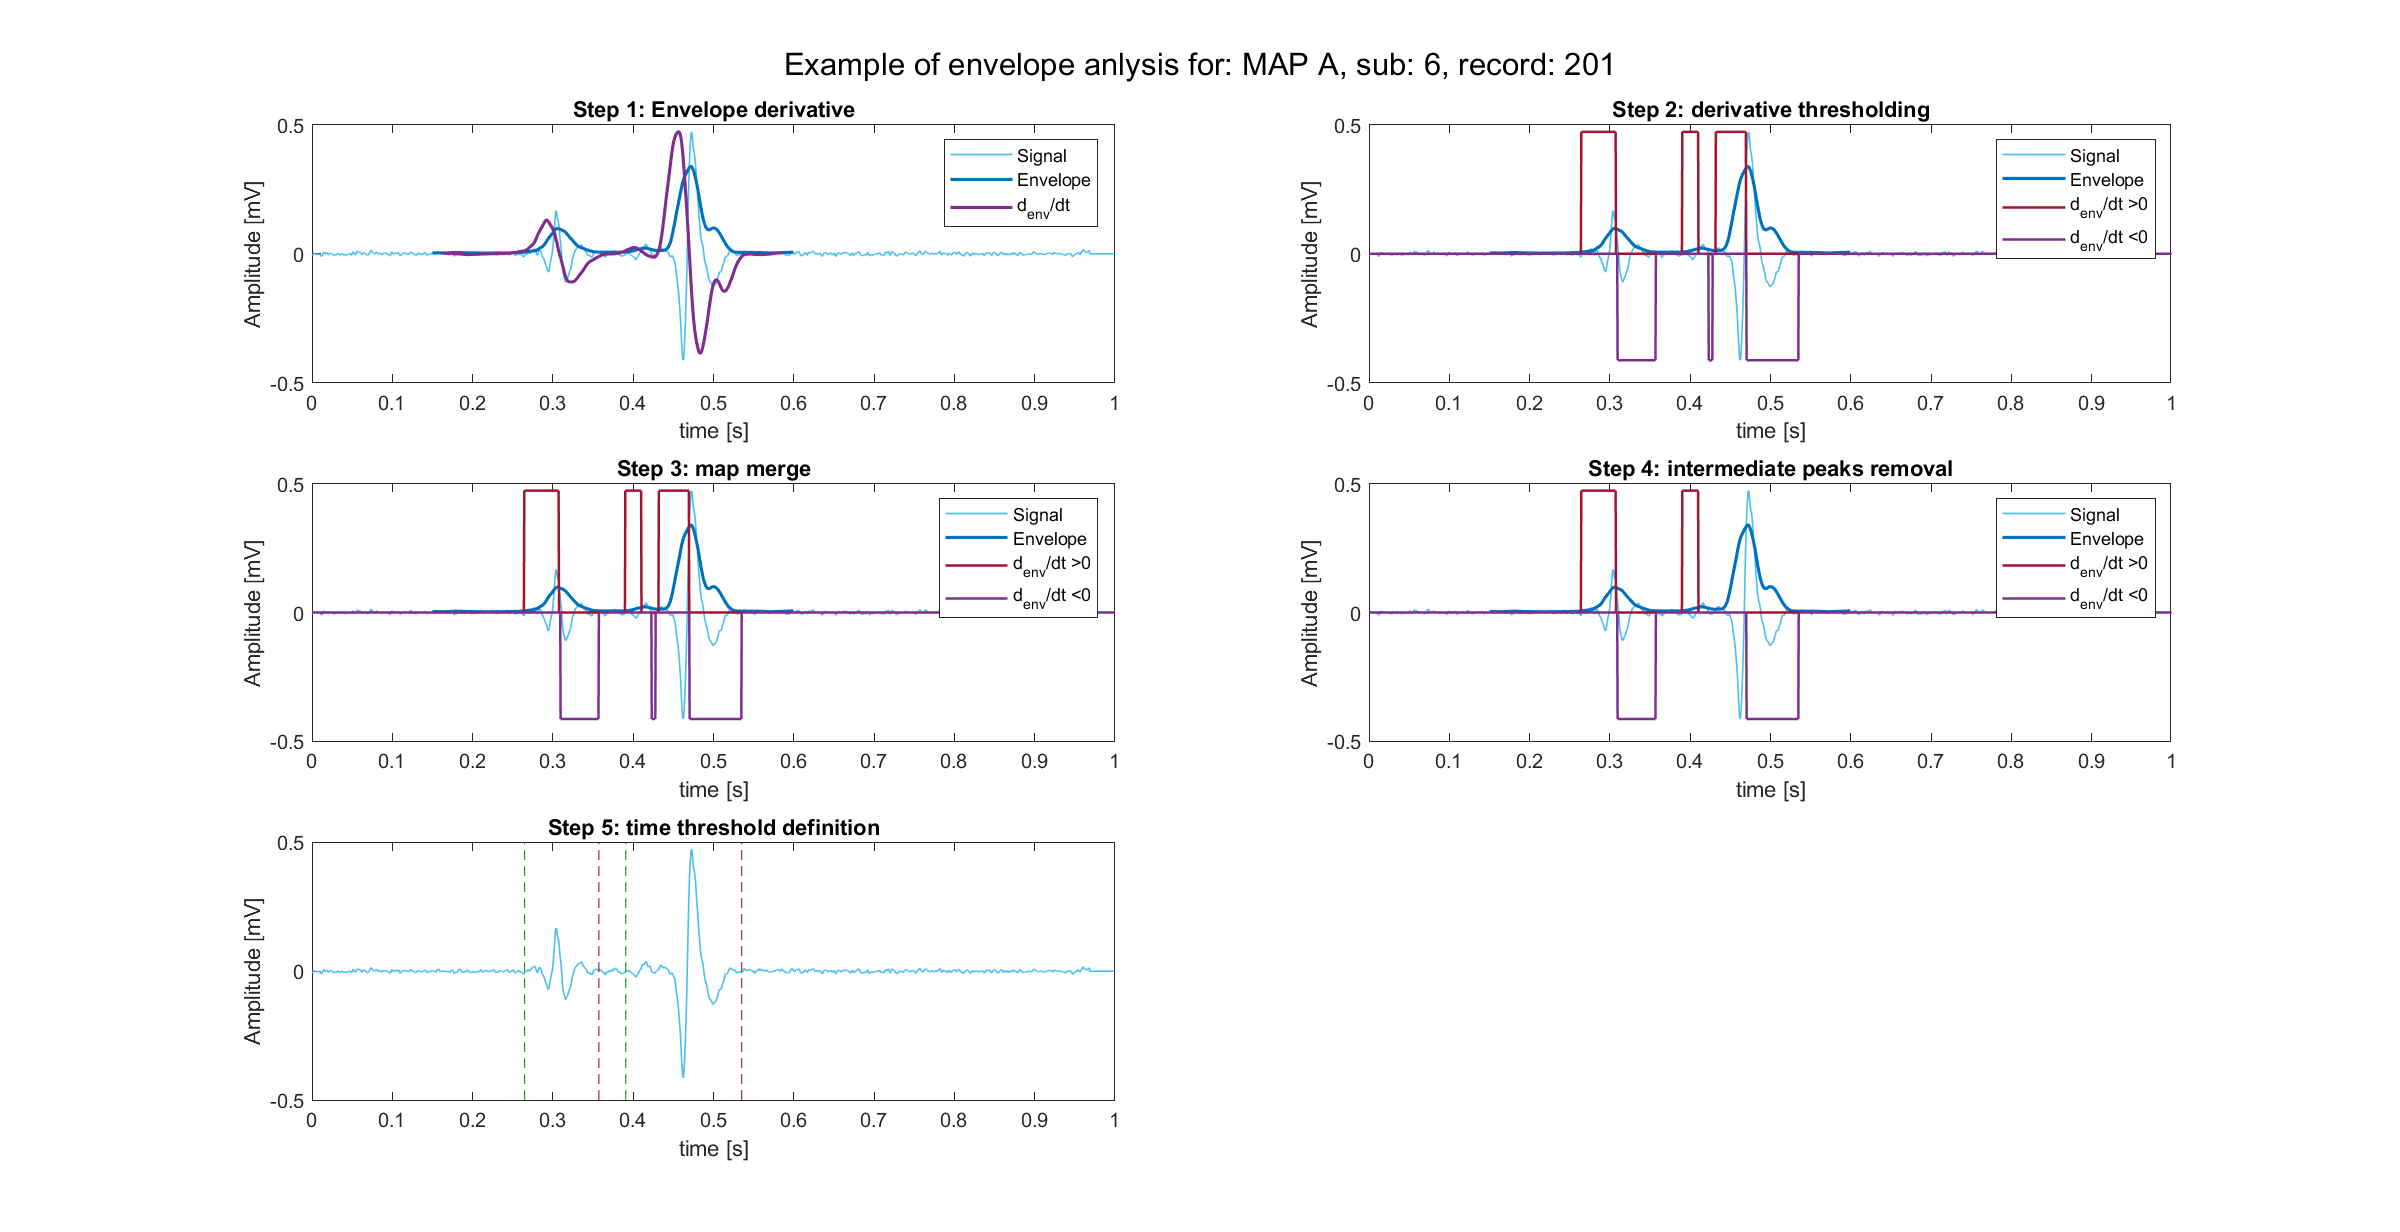 Example of envelope anlysis for: MAP A, sub: 6, record: 201
Step 1: Envelope derivative
0.5
0
-0.5
Amplitude [mV]
Signal
Envelope
d_env/dt
0 0.1 0.2 0.3 0.4 0.5 0.6 0.7 0.8 0.9 1
time [s]
Step 2: derivative thresholding
0.5
0
-0.5
Amplitude [mV]
Signal
Envelope
d_env/dt >0
d_env/dt <0
0 0.1 0.2 0.3 0.4 0.5 0.6 0.7 0.8 0.9 1
time [s]
Step 3: map merge
0.5
0
-0.5
Amplitude [mV]
Signal
Envelope
d_env/dt >0
d_env/dt <0
0 0.1 0.2 0.3 0.4 0.5 0.6 0.7 0.8 0.9 1
time [s]
Step 4: intermediate peaks removal
0.5
0
-0.5
Amplitude [mV]
Signal
Envelope
d_env/dt >0
d_env/dt <0
0 0.1 0.2 0.3 0.4 0.5 0.6 0.7 0.8 0.9 1
time [s]
Step 5: time threshold definition
0.5
0
-0.5
Amplitude [mV]
0 0.1 0.2 0.3 0.4 0.5 0.6 0.7 0.8 0.9 1
time [s]